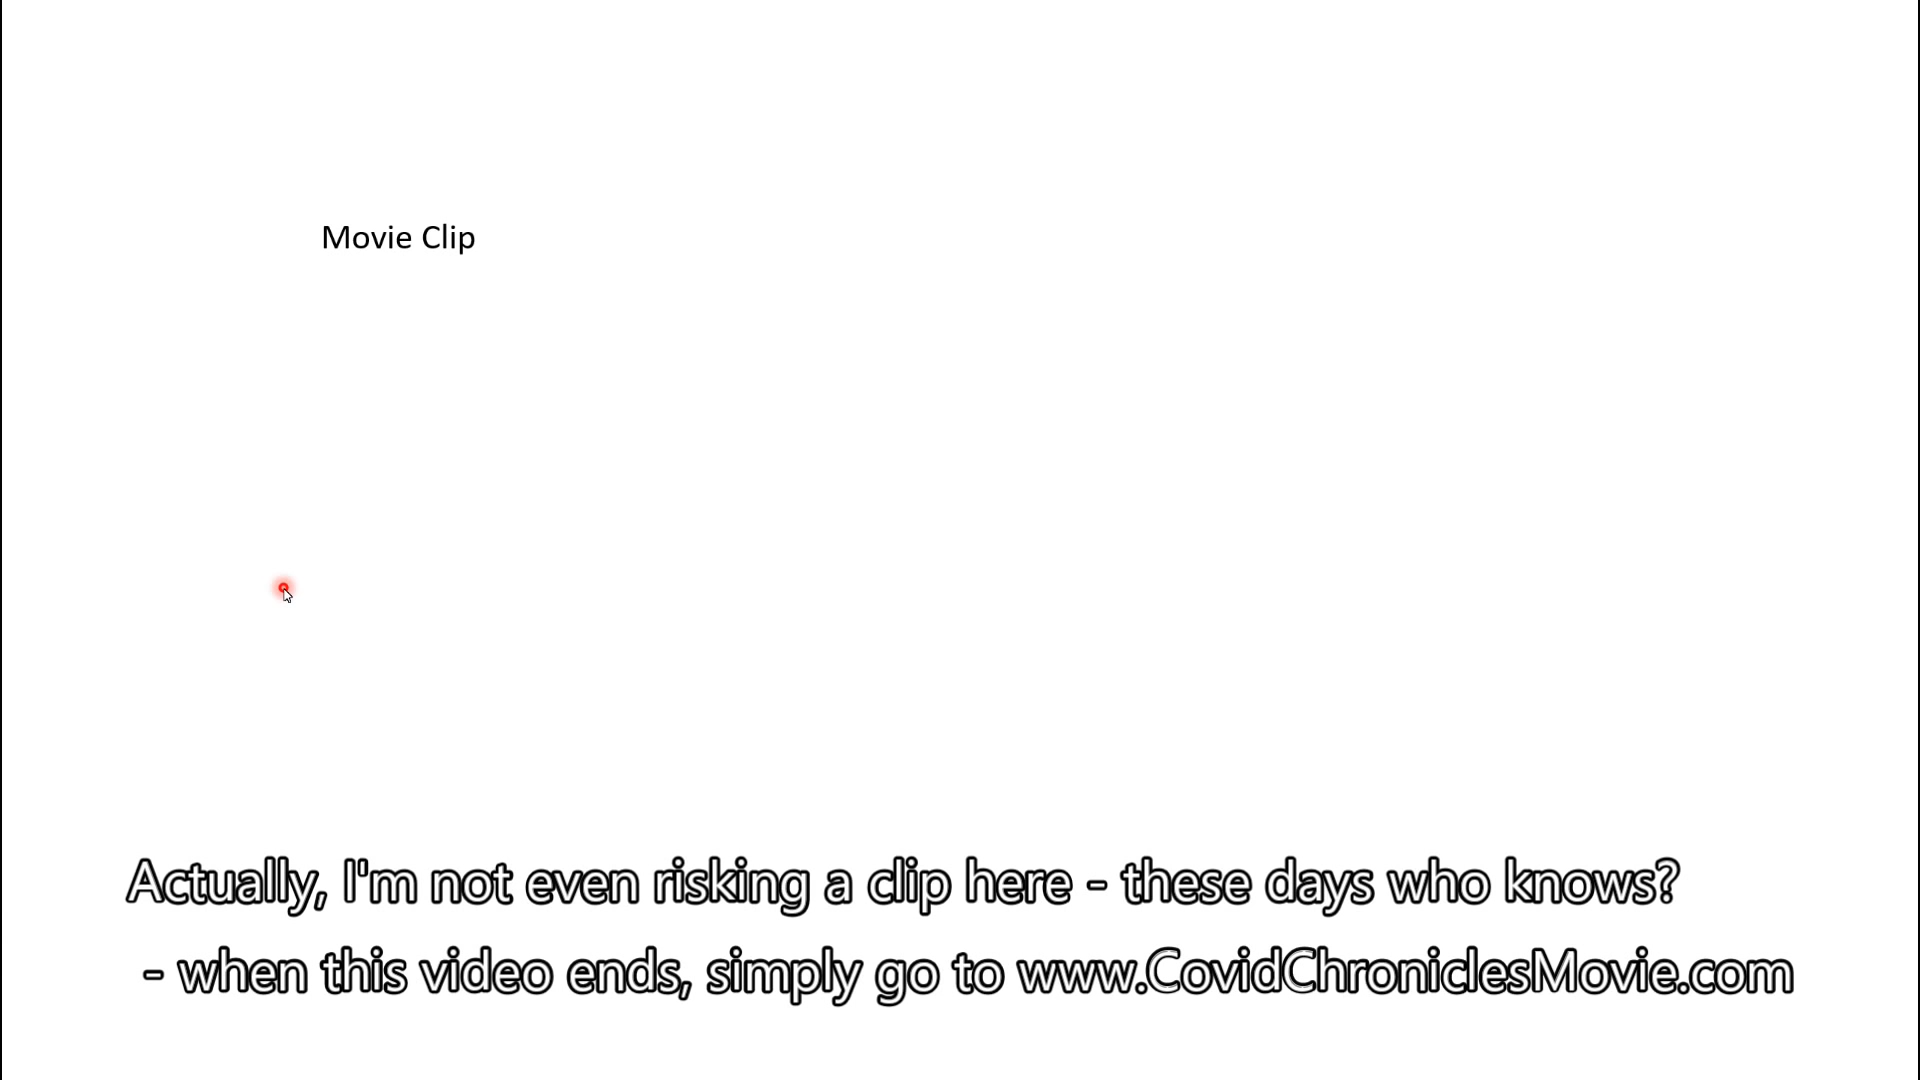 Movie Clip
Actually, I'm not even risking a clip here - these days who knows?
- when this video ends, simply go to www.CovidChroniclesMovie.com